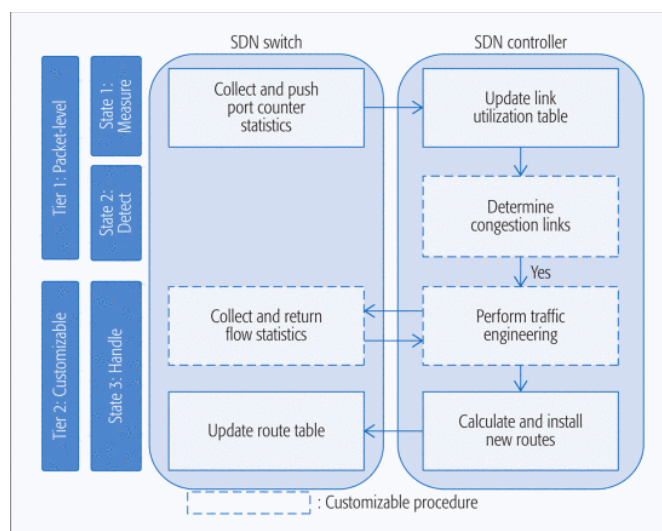 SDN switch
SDN controller
Tier 1: Packet-level
State 1:
Measure
Collect and push
port counter
statistics
Update link
utilization table
State 2:
Detect
Determine
congestion links
Yes
Tier 2: Customizable
State 3: Handle
Collect and return
flow statistics
Perform traffic
engineering
Update route table
Calculate and install
new routes
: Customizable procedure